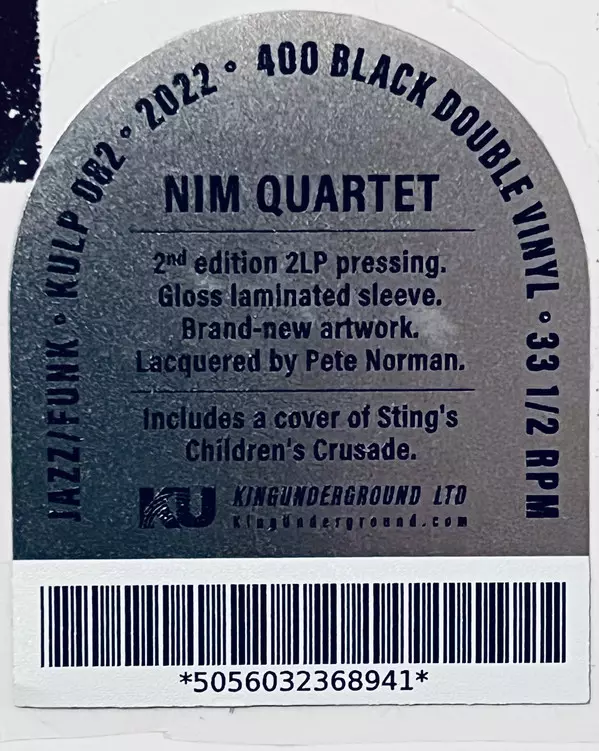 JAZZ/FUNK • KULP 082 • 2022 • 400 BLACK DOUBLE VINYL • 33 1/2 RPM
NIM QUARTET
2nd edition 2LP pressing.
Gloss laminated sleeve.
Brand-new artwork.
Lacquered by Pete Norman.
Includes a cover of Sting's
Children's Crusade.
KU KINGUNDERGROUND LTD
KingUnderground.com
*5056032368941*